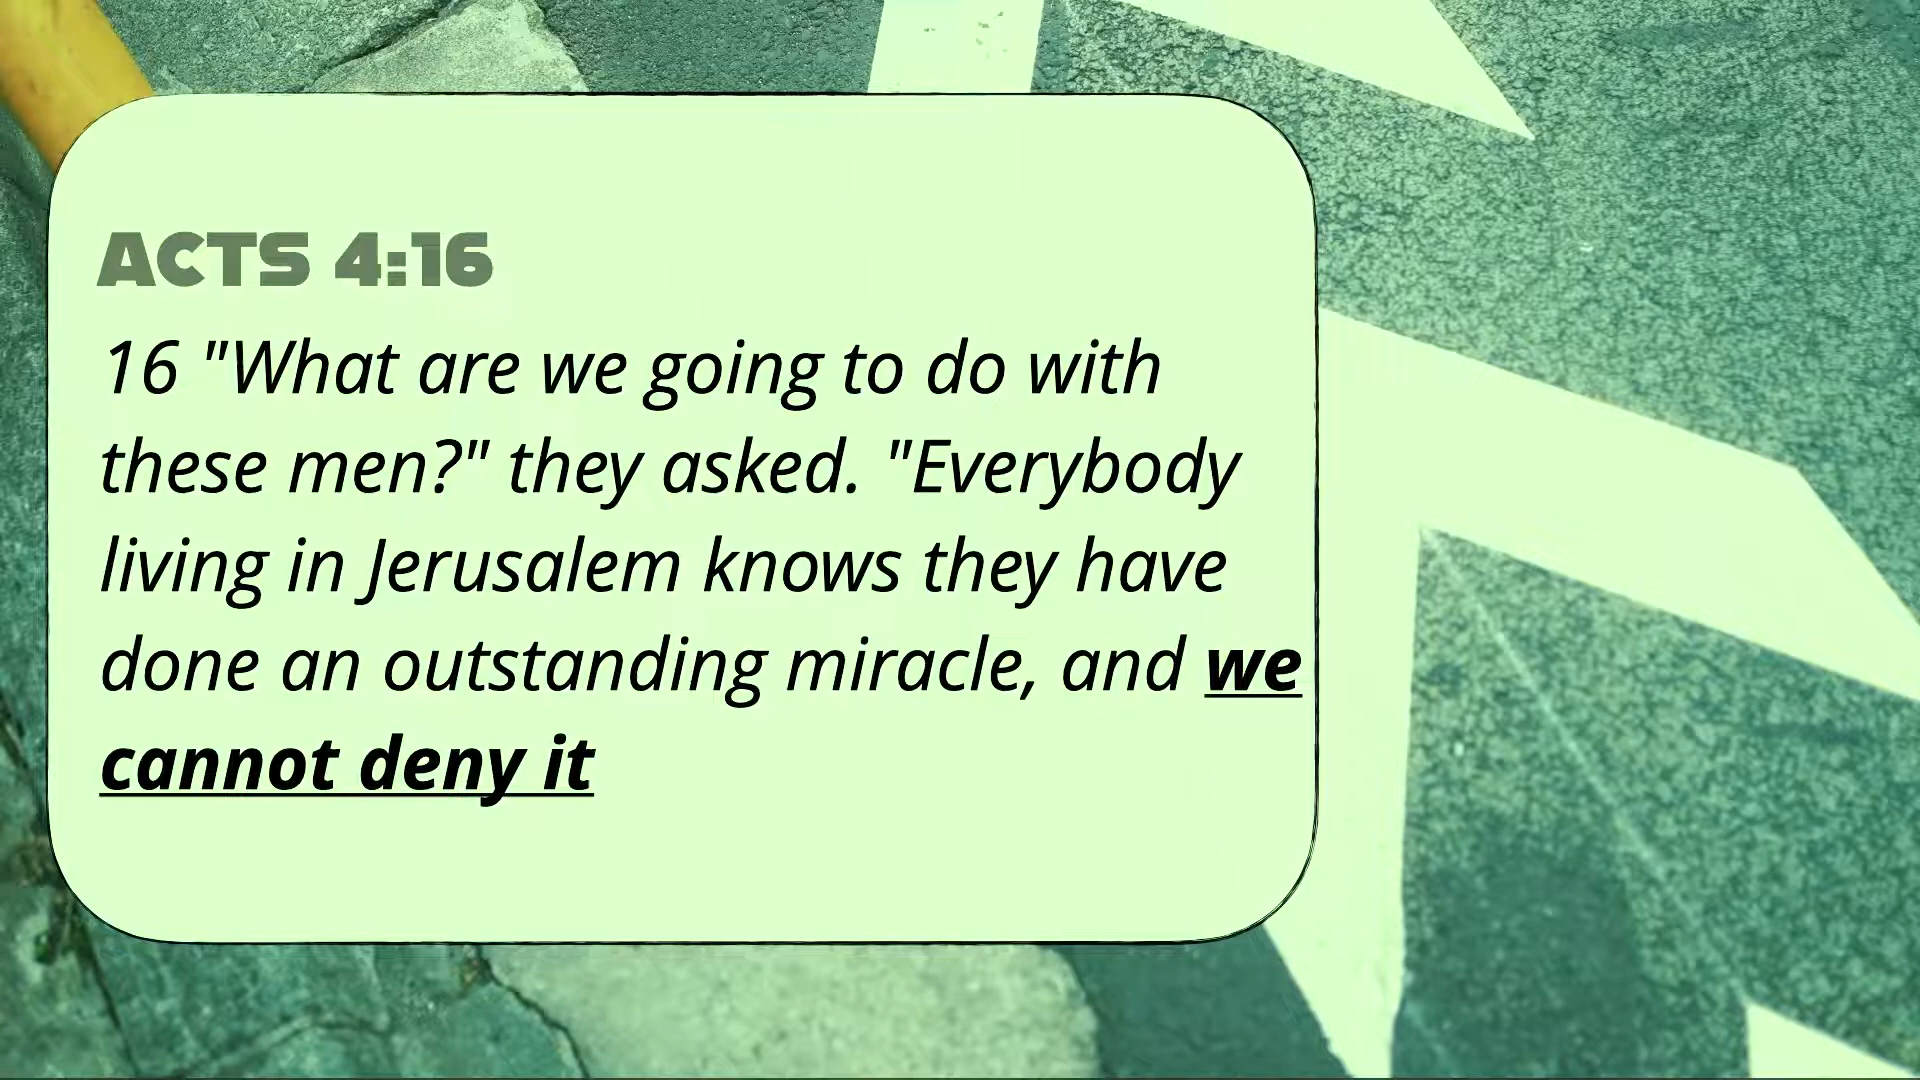 ACTS 4:16
16 "What are we going to do with
these men?" they asked. "Everybody
living in Jerusalem knows they have
done an outstanding miracle, and we
cannot deny it